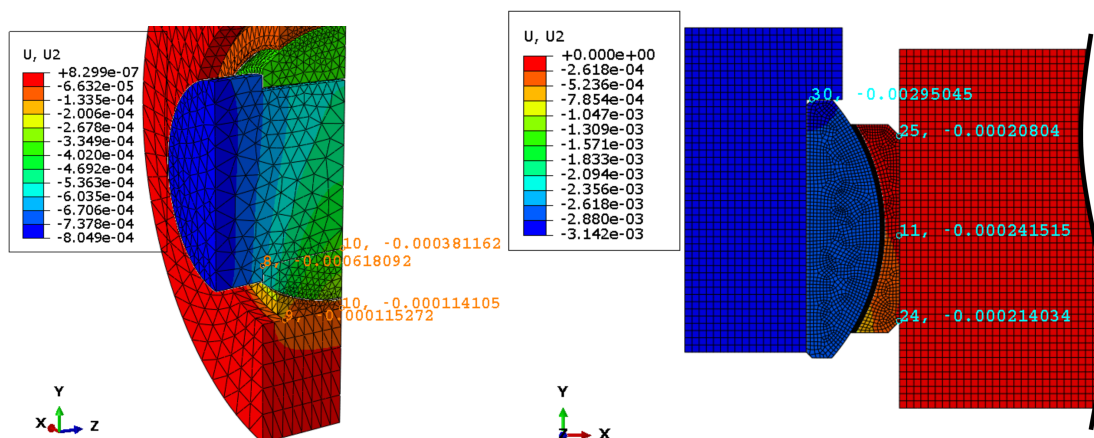 U, U2
+8.299e-07
-6.632e-05
-1.335e-04
-2.006e-04
-2.678e-04
-3.349e-04
-4.020e-04
-4.692e-04
-5.363e-04
-6.035e-04
-6.706e-04
-7.378e-04
-8.049e-04
10, -0.000381162
8, -0.000618092
10, -0.000114105
9, -0.000115272
Y
X
Z
U, U2
+0.000e+00
-2.618e-04
-5.236e-04
-7.854e-04
-1.047e-03
-1.309e-03
-1.571e-03
-1.833e-03
-2.094e-03
-2.356e-03
-2.618e-03
-2.880e-03
-3.142e-03
30, -0.00295045
25, -0.00020804
11, -0.000241515
24, -0.000214034
Y
Z
X